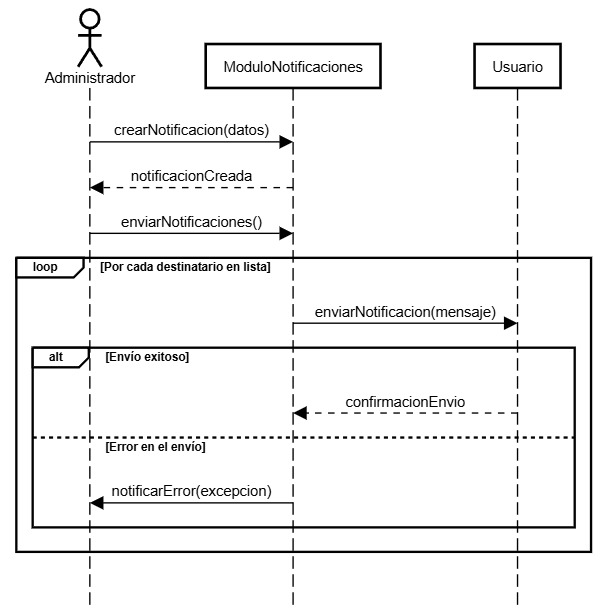 Administrador
ModuloNotificaciones
Usuario
crearNotificacion(datos)
notificacionCreada
enviarNotificaciones()
loop
[Por cada destinatario en lista]
enviarNotificacion(mensaje)
alt
[Envío exitoso]
confirmacionEnvio
[Error en el envío]
notificarError(excepcion)